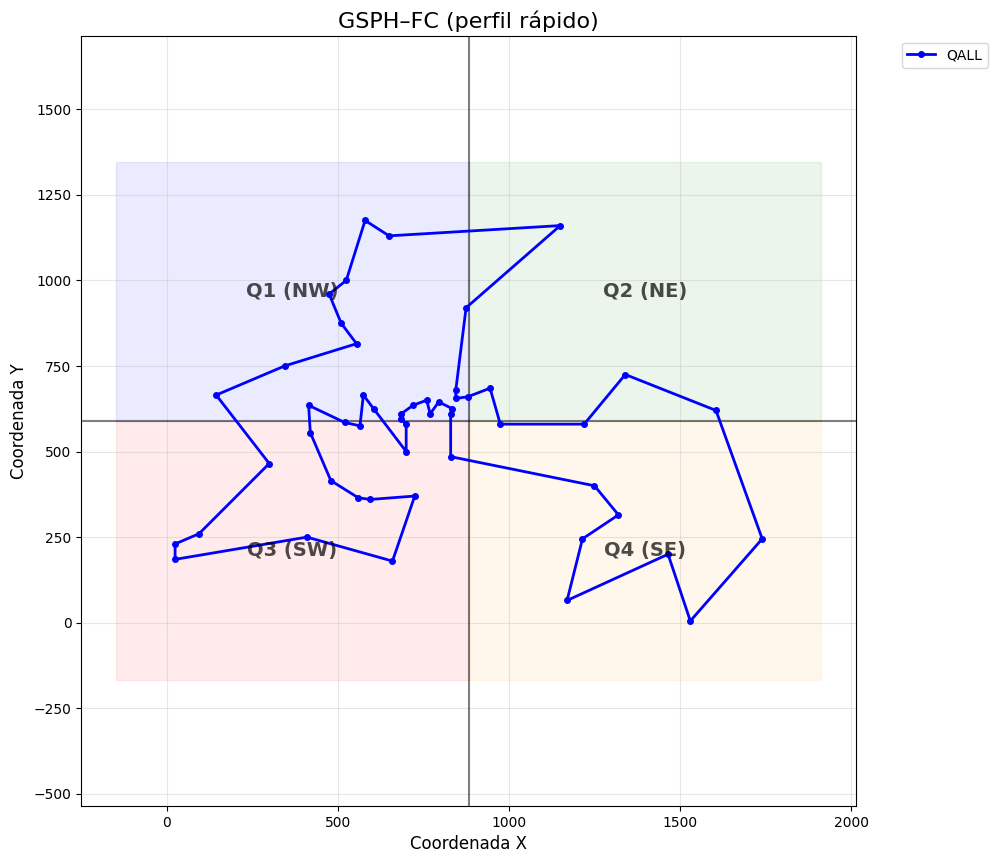 GSPH–FC (perfil rápido)
QALL
1500
1250
1000
750
500
250
0
−250
−500
Coordenada Y
Q1 (NW)
Q2 (NE)
Q3 (SW)
Q4 (SE)
0
500
1000
1500
2000
Coordenada X